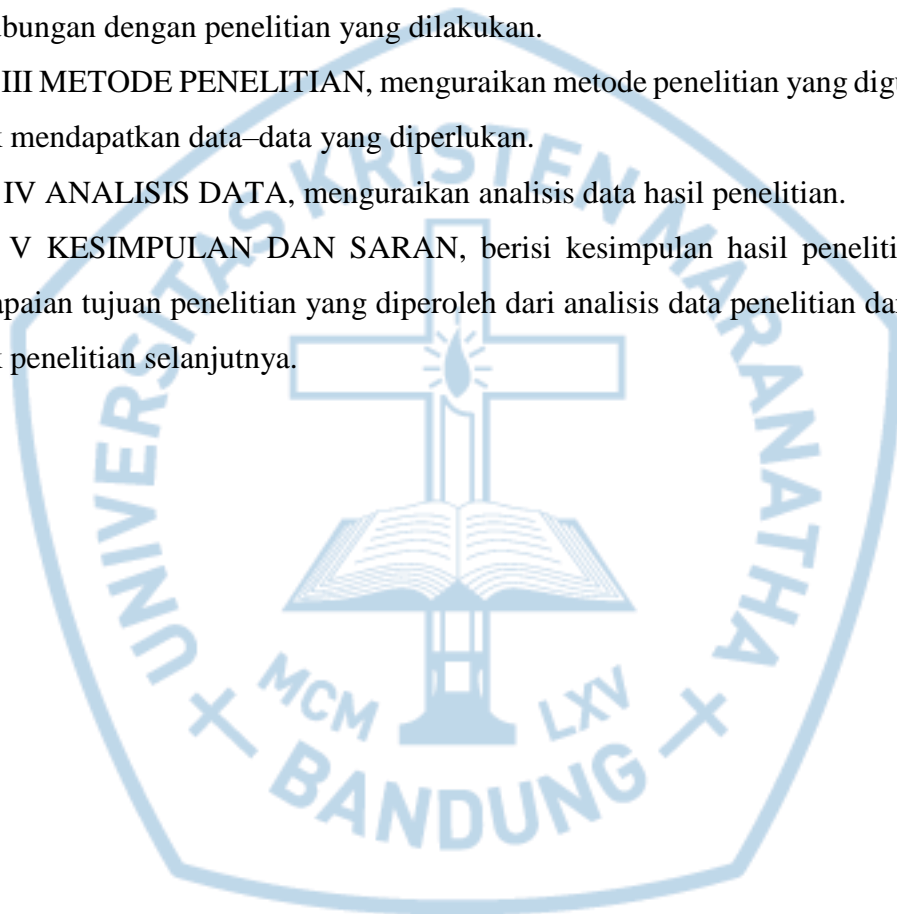 ubungan dengan penelitian yang dilakukan.
III METODE PENELITIAN, menguraikan metode penelitian yang digu
k mendapatkan data–data yang diperlukan.
IV ANALISIS DATA, menguraikan analisis data hasil penelitian.
V KESIMPULAN DAN SARAN, berisi kesimpulan hasil peneliti
apaian tujuan penelitian yang diperoleh dari analisis data penelitian da
k penelitian selanjutnya.
UNIVERSITAS KRISTEN MARANATHA
MCM LXV
BANDUNG